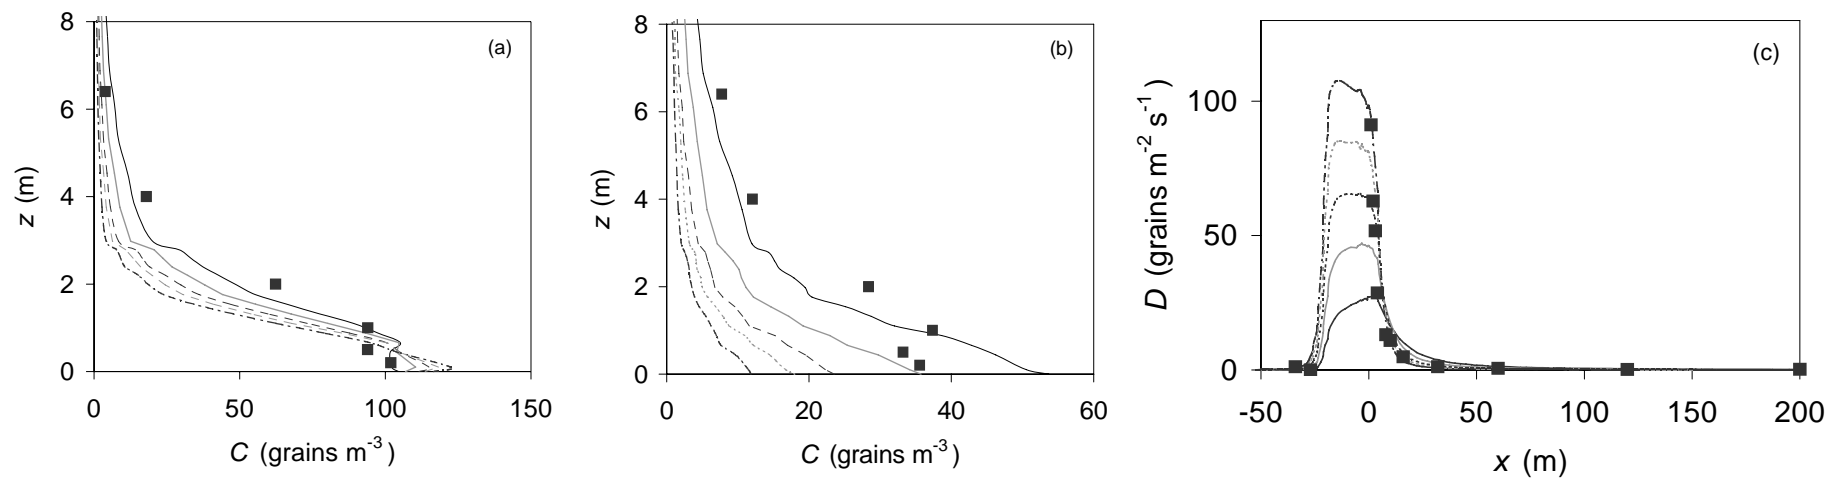 (a)
8
6
4
2
0
z (m)
0 50 100 150
C (grains m⁻³)
(b)
8
6
4
2
0
z (m)
0 20 40 60
C (grains m⁻³)
(c)
100
50
0
D (grains m⁻² s⁻¹)
-50 0 50 100 150 200
x (m)